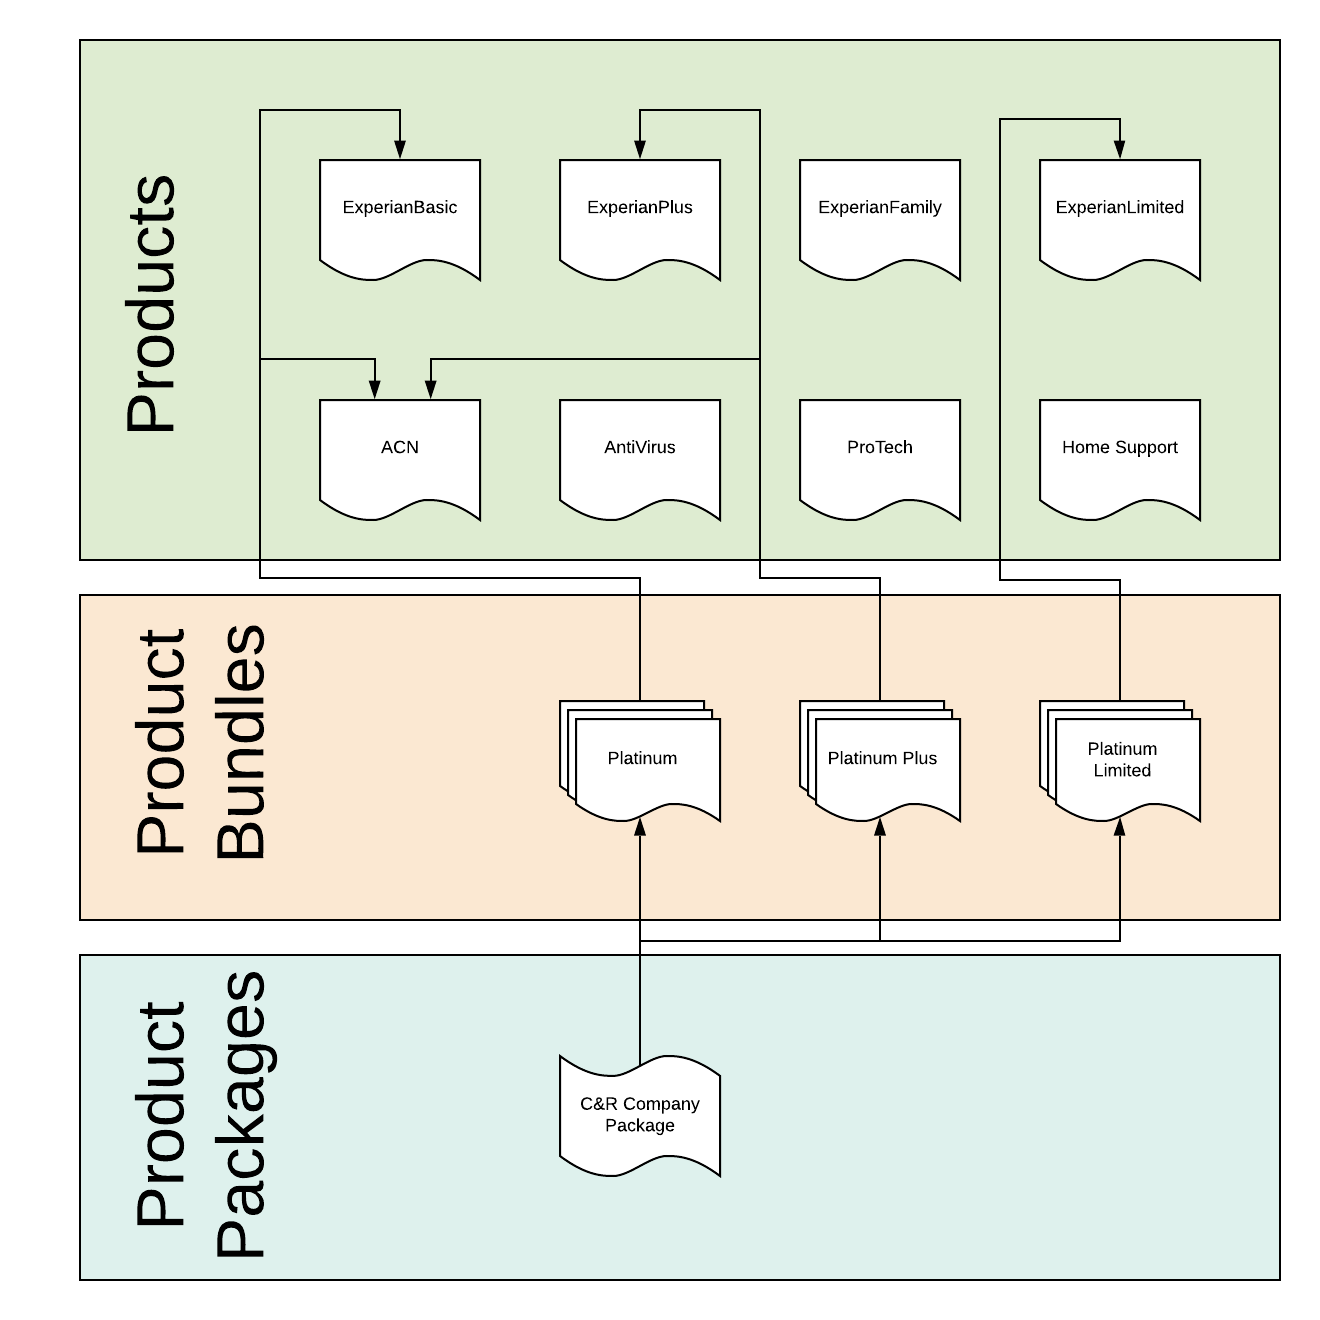 Products
ExperianBasic
ExperianPlus
ExperianFamily
ExperianLimited
ACN
AntiVirus
ProTech
Home Support
Product
Bundles
Platinum
Platinum Plus
Platinum
Limited
Product
Packages
C&R Company
Package